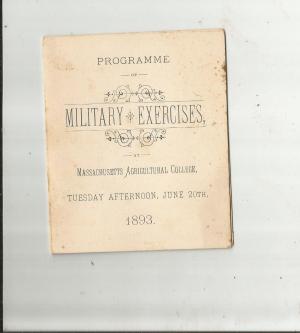 PROGRAMME
OF
MILITARY EXERCISES,
AT
MASSACHUSETTS AGRICULTURAL COLLEGE,
TUESDAY AFTERNOON, JUNE 20TH,
1893.